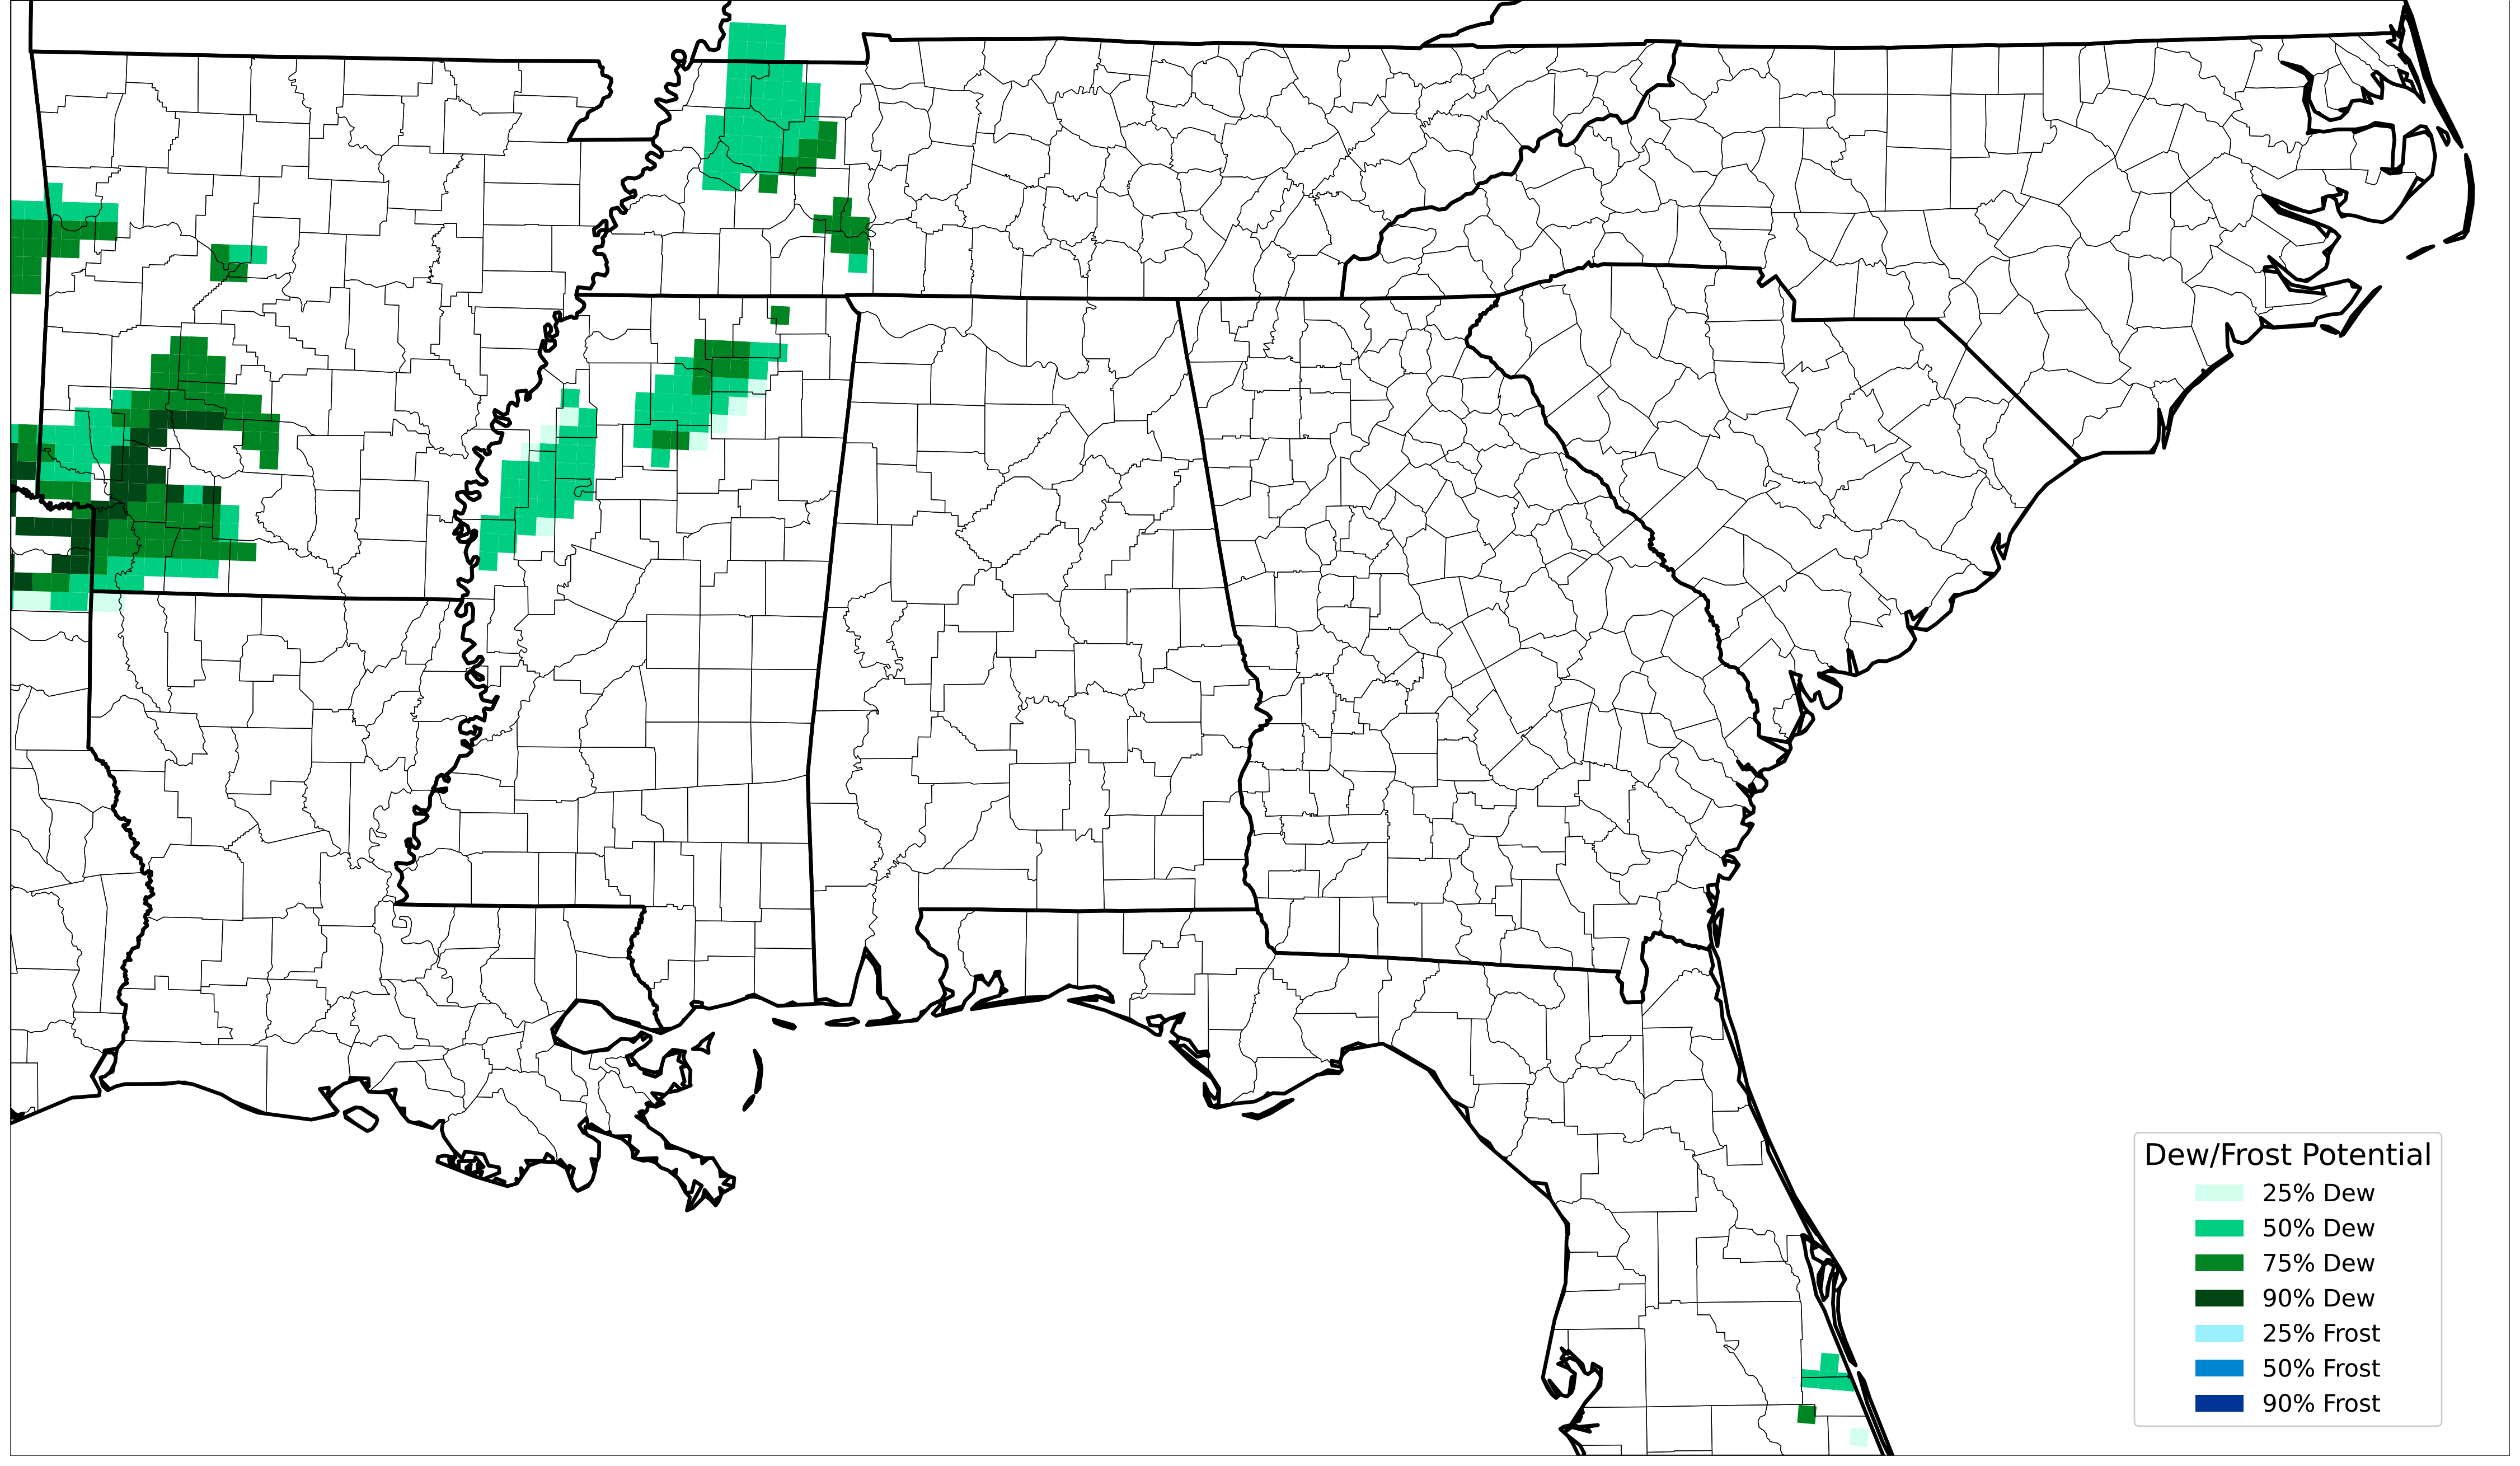 Dew/Frost Potential
25% Dew
50% Dew
75% Dew
90% Dew
25% Frost
50% Frost
90% Frost